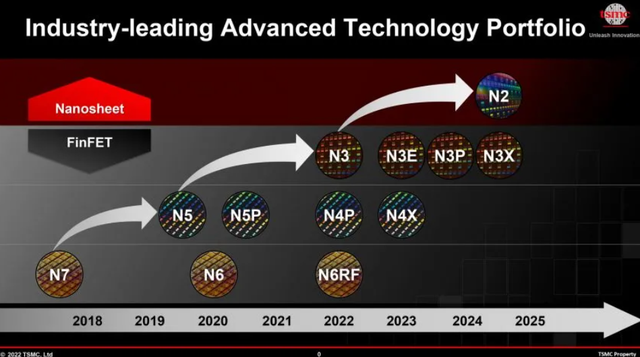 Industry-leading Advanced Technology Portfolio
tsmc
Unleash Innovation
Nanosheet
FinFET
N2
N3 N3E N3P N3X
N5 N5P N4P N4X
N7 N6 N6RF
2018 2019 2020 2021 2022 2023 2024 2025
© 2022 TSMC, Ltd 0 TSMC Property